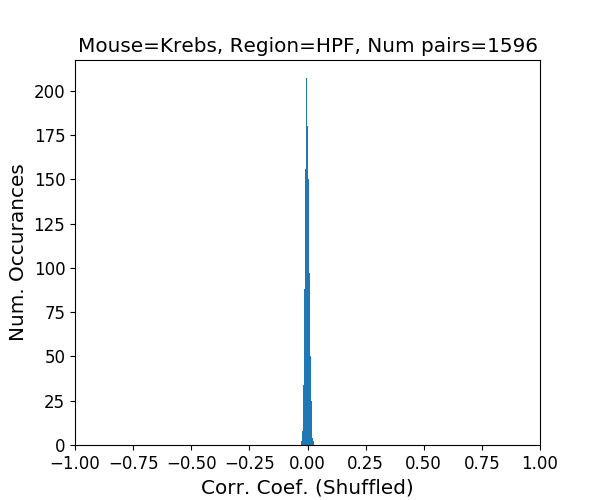 Mouse=Krebs, Region=HPF, Num pairs=1596
200
175
150
125
100
75
50
25
0
Num. Occurances
−1.00 −0.75 −0.50 −0.25 0.00 0.25 0.50 0.75 1.00
Corr. Coef. (Shuffled)